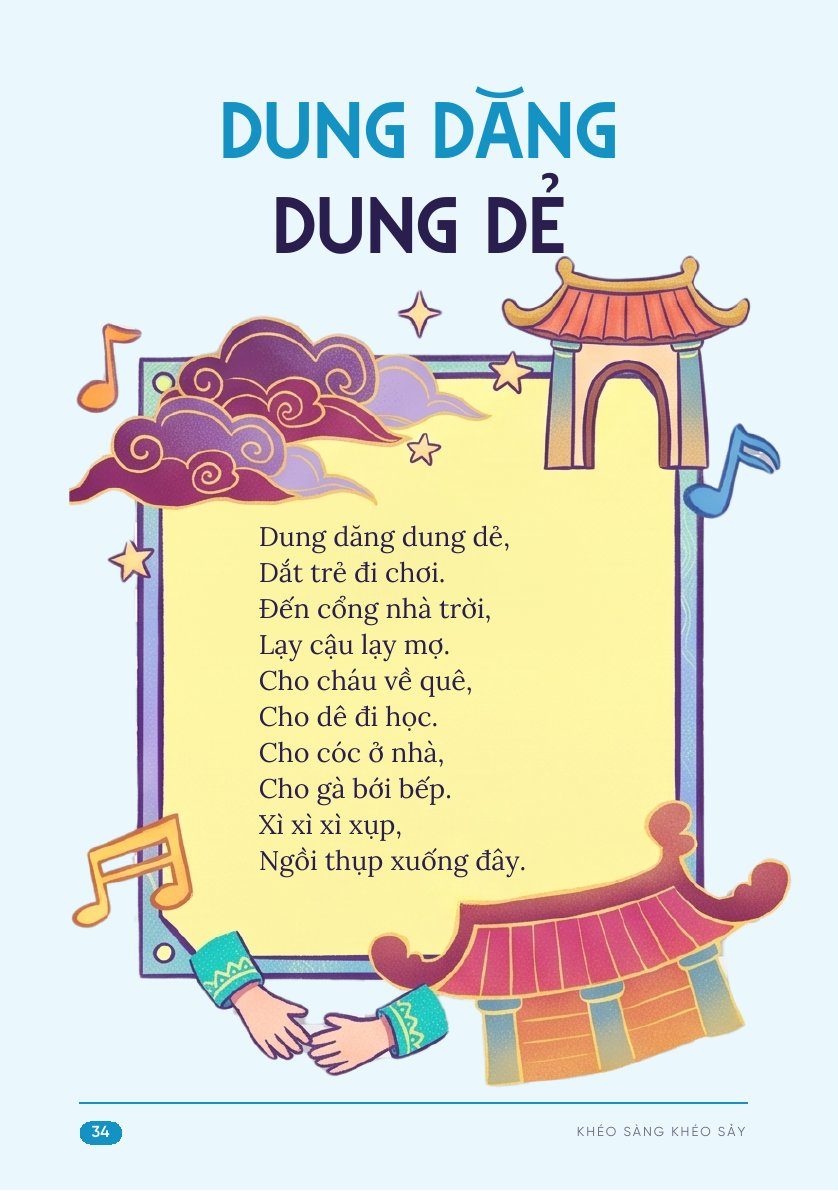 DUNG DĂNG
DUNG DẺ
Dung dăng dung dẻ,
Dắt trẻ đi chơi.
Đến cổng nhà trời,
Lạy cậu lạy mợ.
Cho cháu về quê,
Cho dê đi học.
Cho cóc ở nhà,
Cho gà bới bếp.
Xì xì xì xụp,
Ngồi thụp xuống đây.
34
KHÉO SÀNG KHÉO SẢY